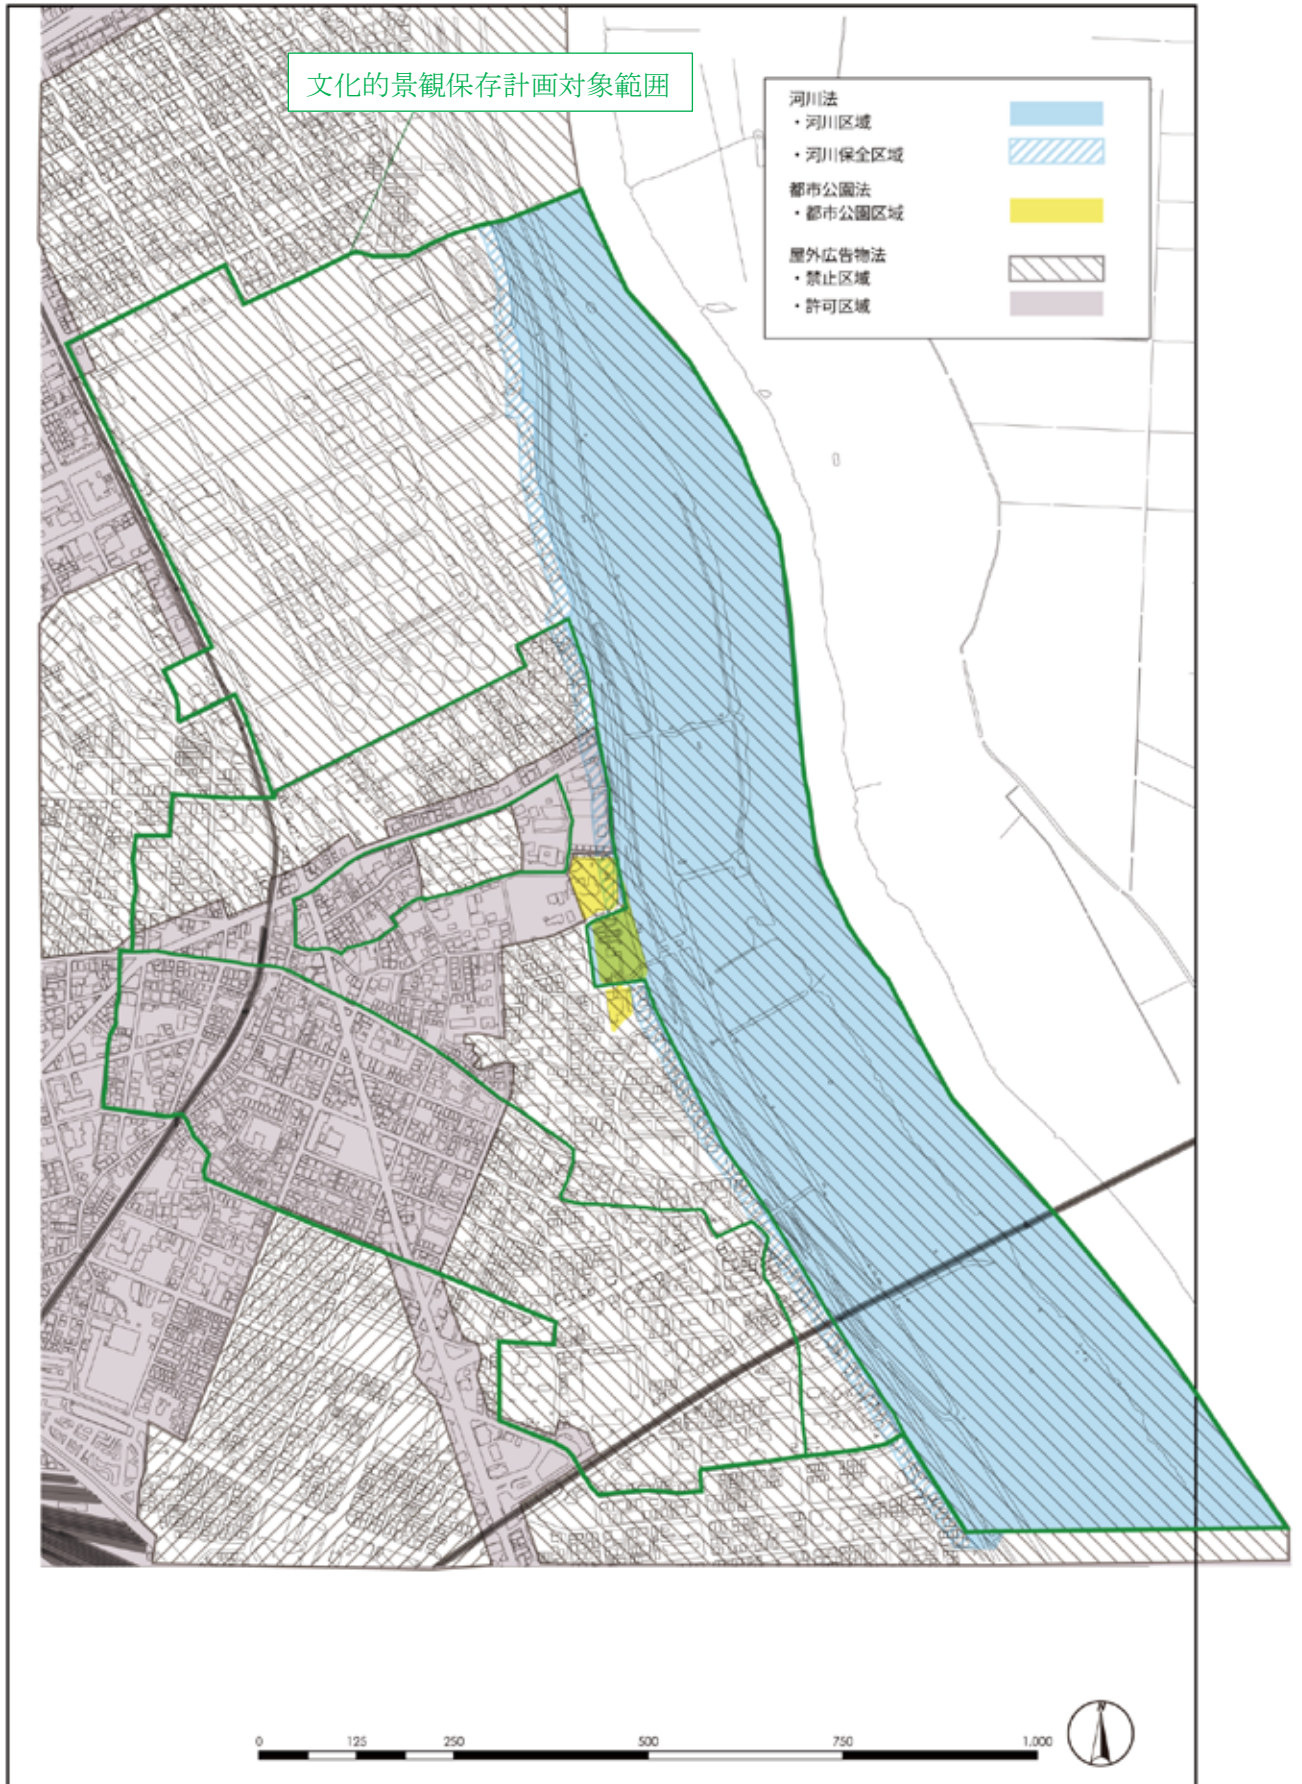 文化的景観保存計画対象範囲
河川法
・河川区域
・河川保全区域
都市公園法
・都市公園区域
屋外広告物法
・禁止区域
・許可区域
N
0 125 250 500 750 1,000